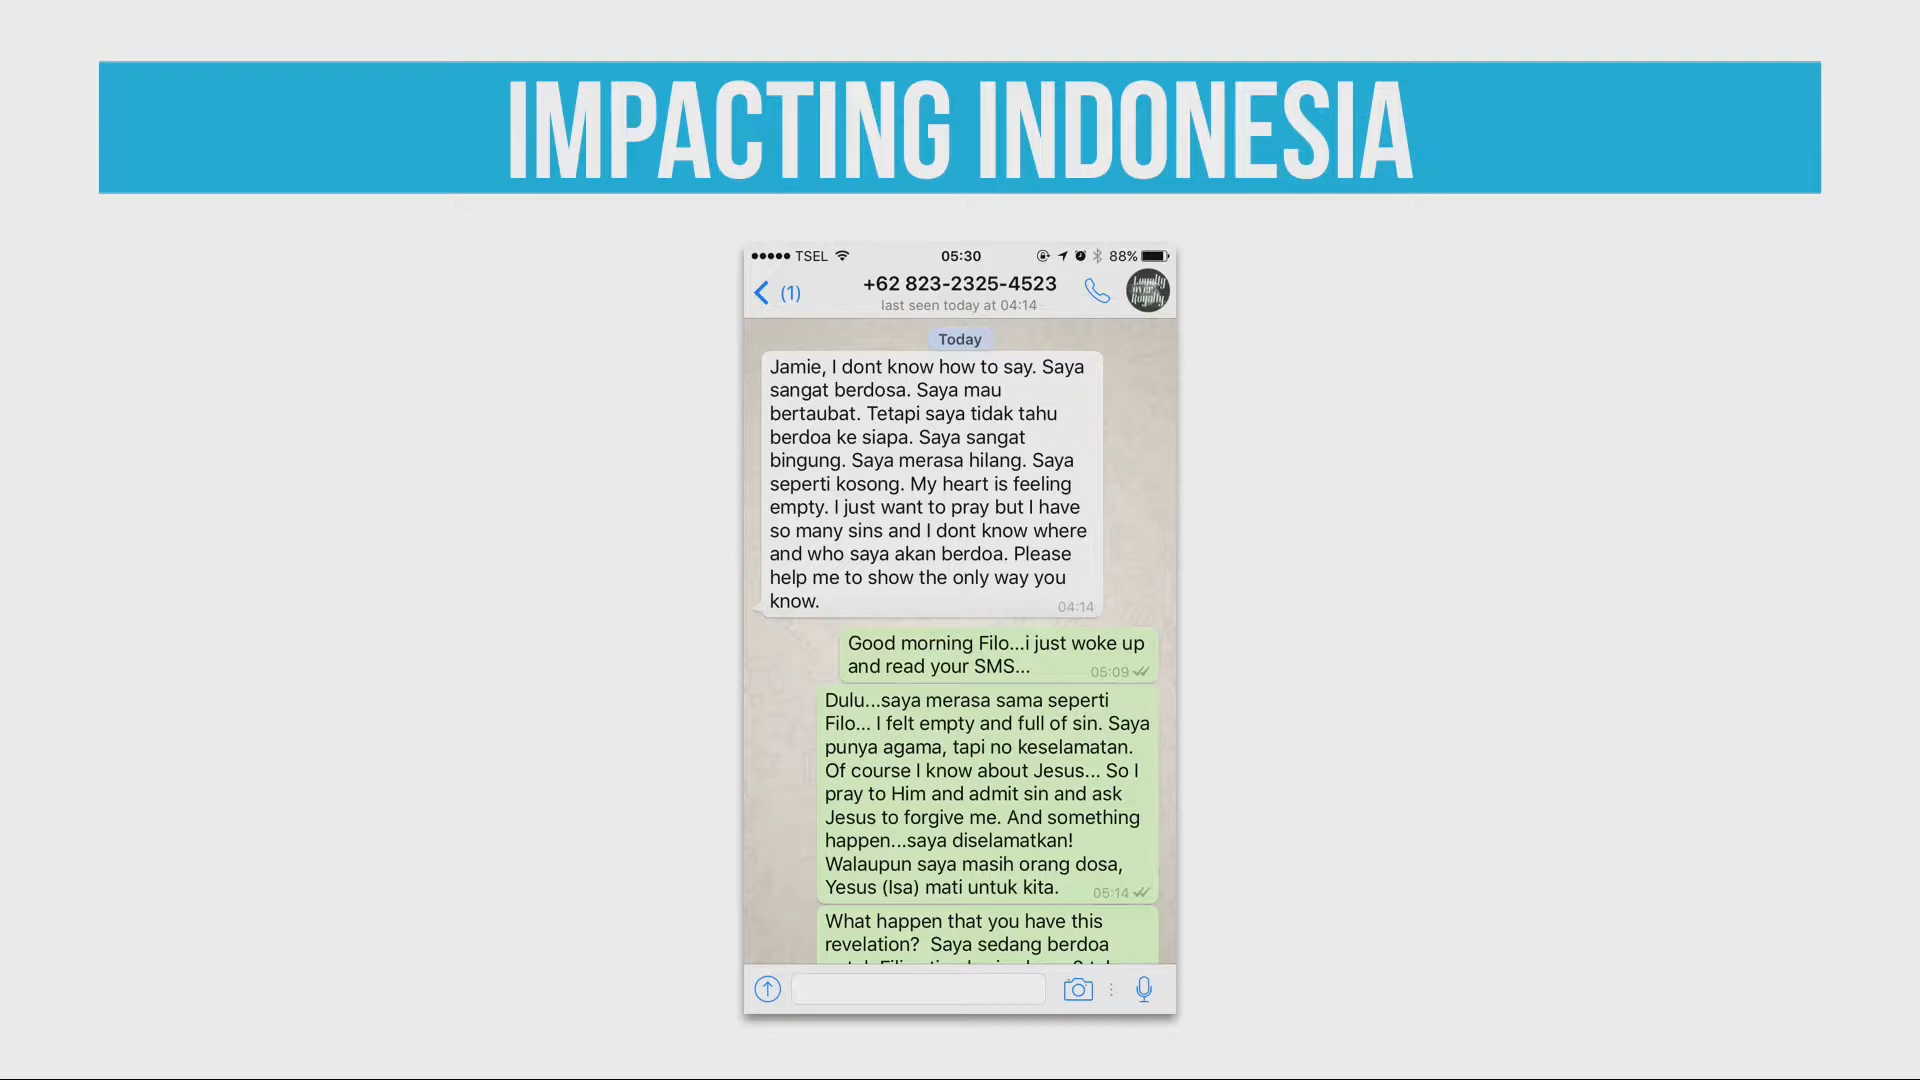 IMPACTING INDONESIA
TSEL 05:30 88%
(1) +62 823-2325-4523
last seen today at 04:14
Loyalty over Royalty
Today
Jamie, I dont know how to say. Saya
sangat berdosa. Saya mau
bertaubat. Tetapi saya tidak tahu
berdoa ke siapa. Saya sangat
bingung. Saya merasa hilang. Saya
seperti kosong. My heart is feeling
empty. I just want to pray but I have
so many sins and I dont know where
and who saya akan berdoa. Please
help me to show the only way you
know.
04:14
Good morning Filo...i just woke up
and read your SMS...
05:09
Dulu...saya merasa sama seperti
Filo... I felt empty and full of sin. Saya
punya agama, tapi no keselamatan.
Of course I know about Jesus... So I
pray to Him and admit sin and ask
Jesus to forgive me. And something
happen...saya diselamatkan!
Walaupun saya masih orang dosa,
Yesus (Isa) mati untuk kita.
05:14
What happen that you have this
revelation?  Saya sedang berdoa